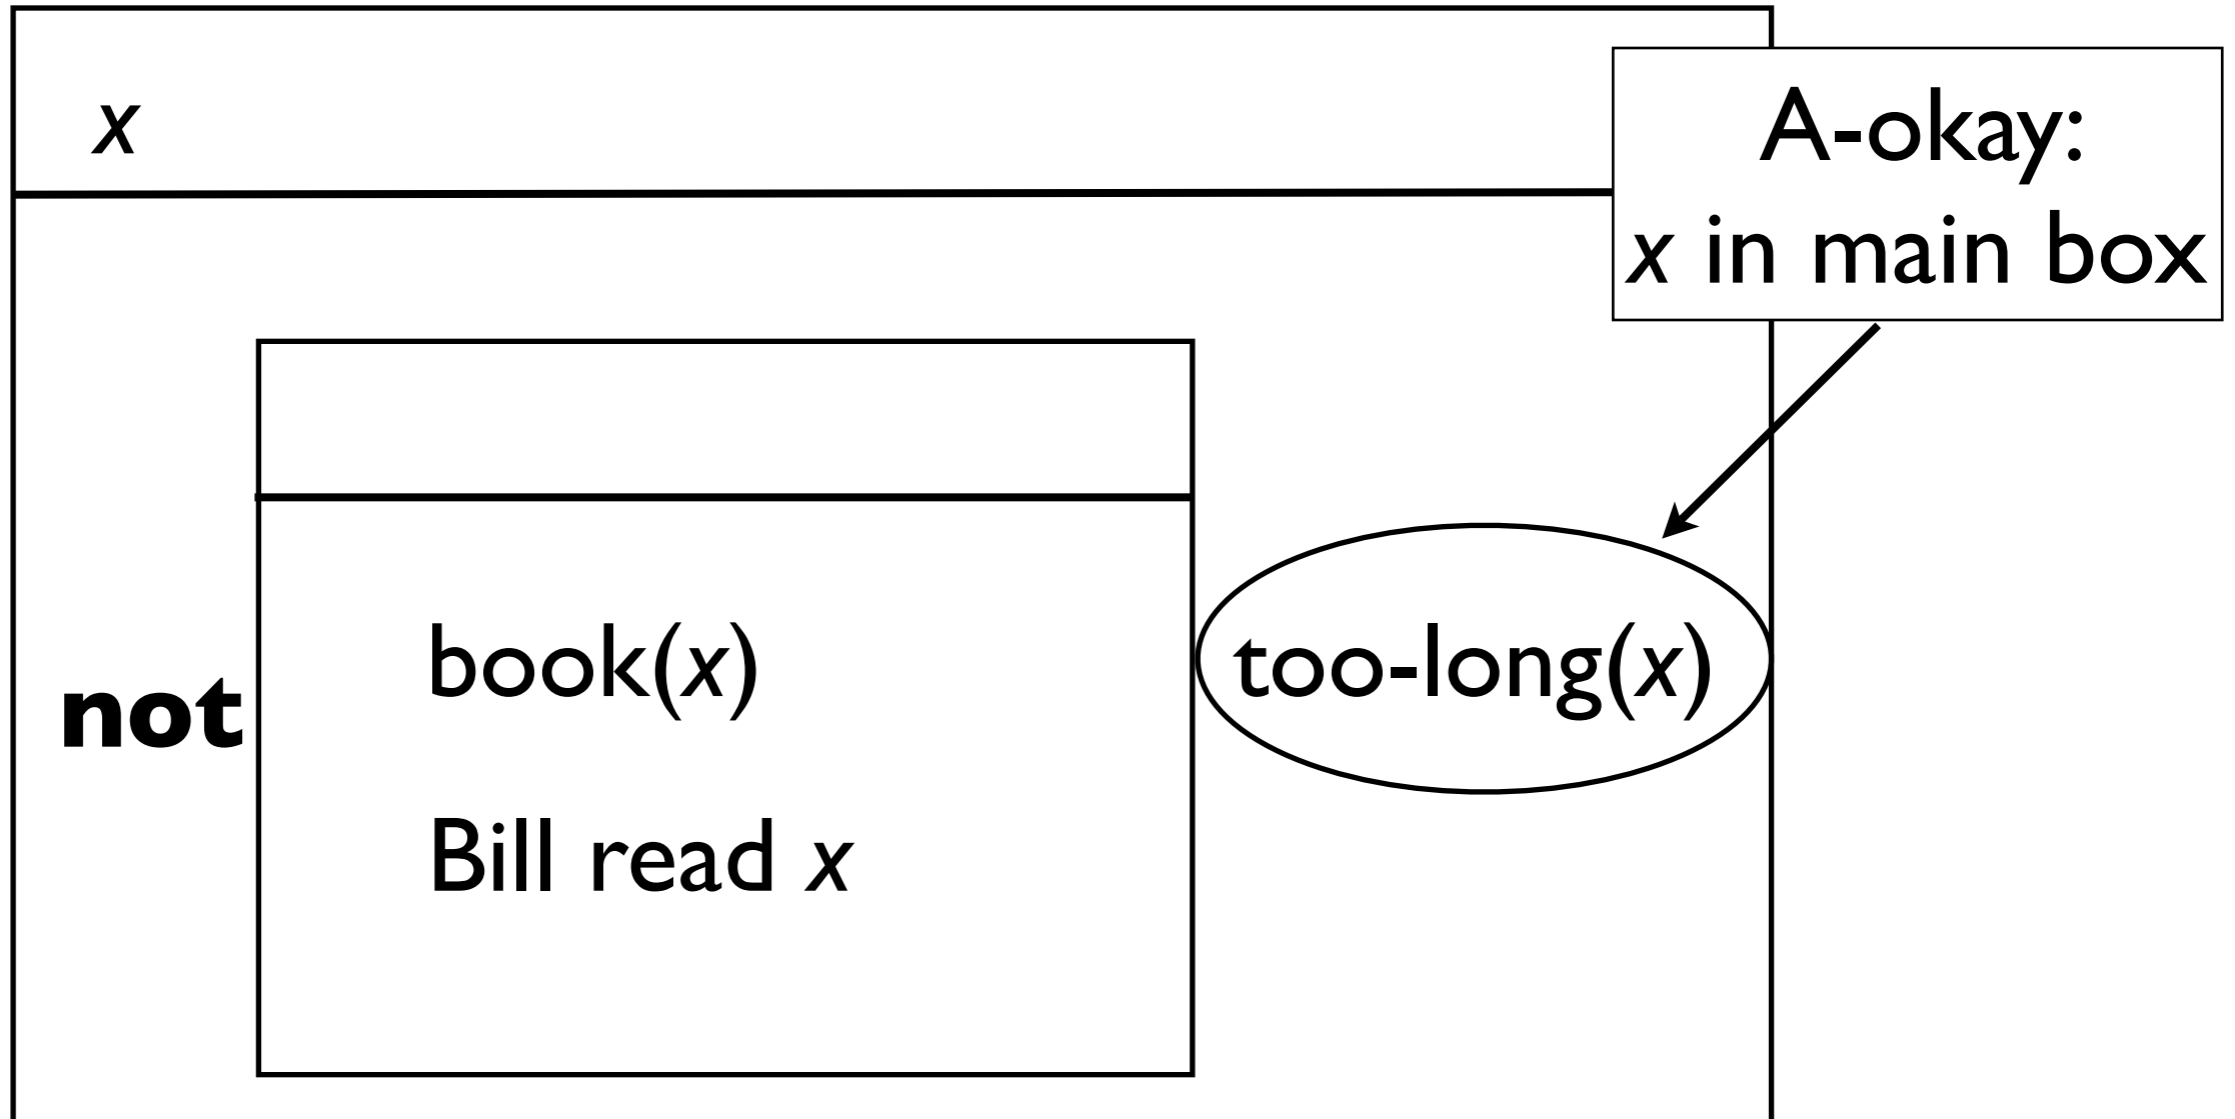 x
A-okay:
x in main box
not
book(x)
too-long(x)
Bill read x